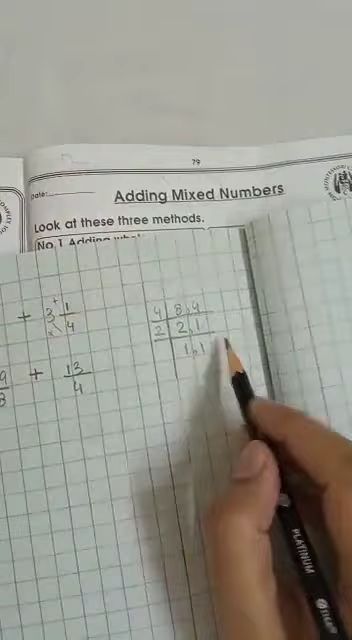 79
Date:
Adding Mixed Numbers
Look at these three methods.
No.1 Adding
+ 3 1/4
4 | 8, 4
2 | 2, 1
1, 1
9/8 + 13/4
PLATINUM